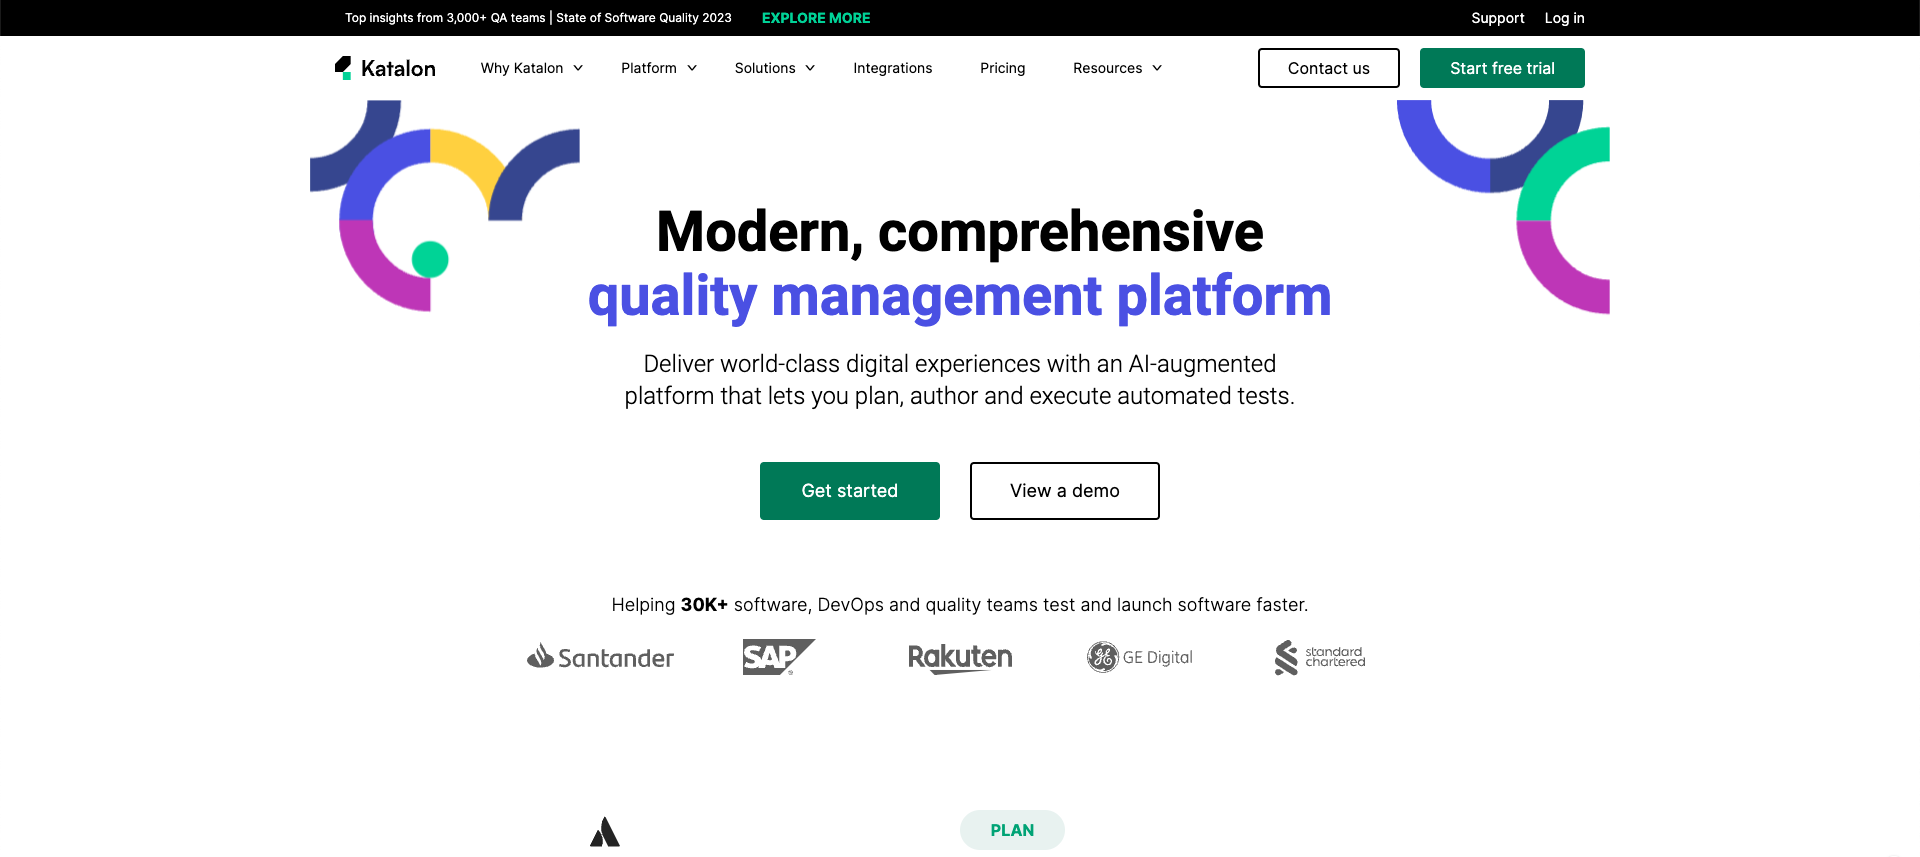 Top insights from 3,000+ QA teams | State of Software Quality 2023 EXPLORE MORE Support Log in
Katalon Why Katalon Platform Solutions Integrations Pricing Resources Contact us Start free trial
Modern, comprehensive
quality management platform
Deliver world-class digital experiences with an AI-augmented
platform that lets you plan, author and execute automated tests.
Get started View a demo
Helping 30K+ software, DevOps and quality teams test and launch software faster.
Santander SAP Rakuten GE Digital standard
chartered
PLAN